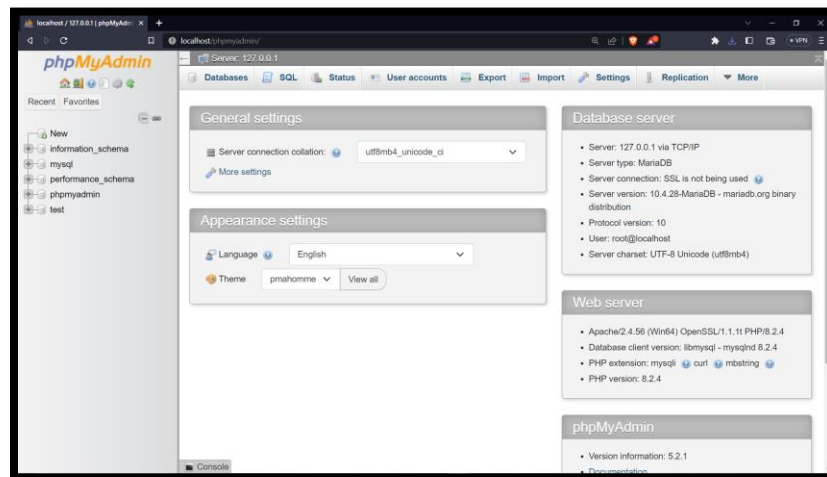 localhost / 127.0.0.1 | phpMyAdm
localhost/phpmyadmin/
VPN
phpMyAdmin
Recent Favorites
New
information_schema
mysql
performance_schema
phpmyadmin
test
Server: 127.0.0.1
Databases SQL Status User accounts Export Import Settings Replication More
General settings
Server connection collation: utf8mb4_unicode_ci
More settings
Appearance settings
Language English
Theme pmahomme View all
Database server
• Server: 127.0.0.1 via TCP/IP
• Server type: MariaDB
• Server connection: SSL is not being used
• Server version: 10.4.28-MariaDB - mariadb.org binary
distribution
• Protocol version: 10
• User: root@localhost
• Server charset: UTF-8 Unicode (utf8mb4)
Web server
• Apache/2.4.56 (Win64) OpenSSL/1.1.1t PHP/8.2.4
• Database client version: libmysql - mysqlnd 8.2.4
• PHP extension: mysqli curl mbstring
• PHP version: 8.2.4
phpMyAdmin
• Version information: 5.2.1
• Documentation
Console